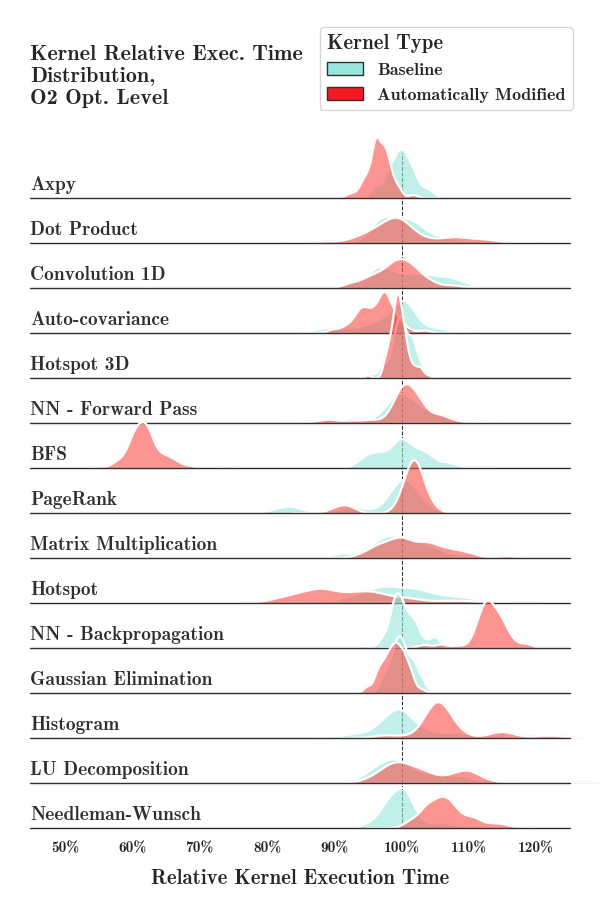 Kernel Relative Exec. Time
Distribution,
O2 Opt. Level
Kernel Type
Baseline
Automatically Modified
Axpy
Dot Product
Convolution 1D
Auto-covariance
Hotspot 3D
NN - Forward Pass
BFS
PageRank
Matrix Multiplication
Hotspot
NN - Backpropagation
Gaussian Elimination
Histogram
LU Decomposition
Needleman-Wunsch
50% 60% 70% 80% 90% 100% 110% 120%
Relative Kernel Execution Time